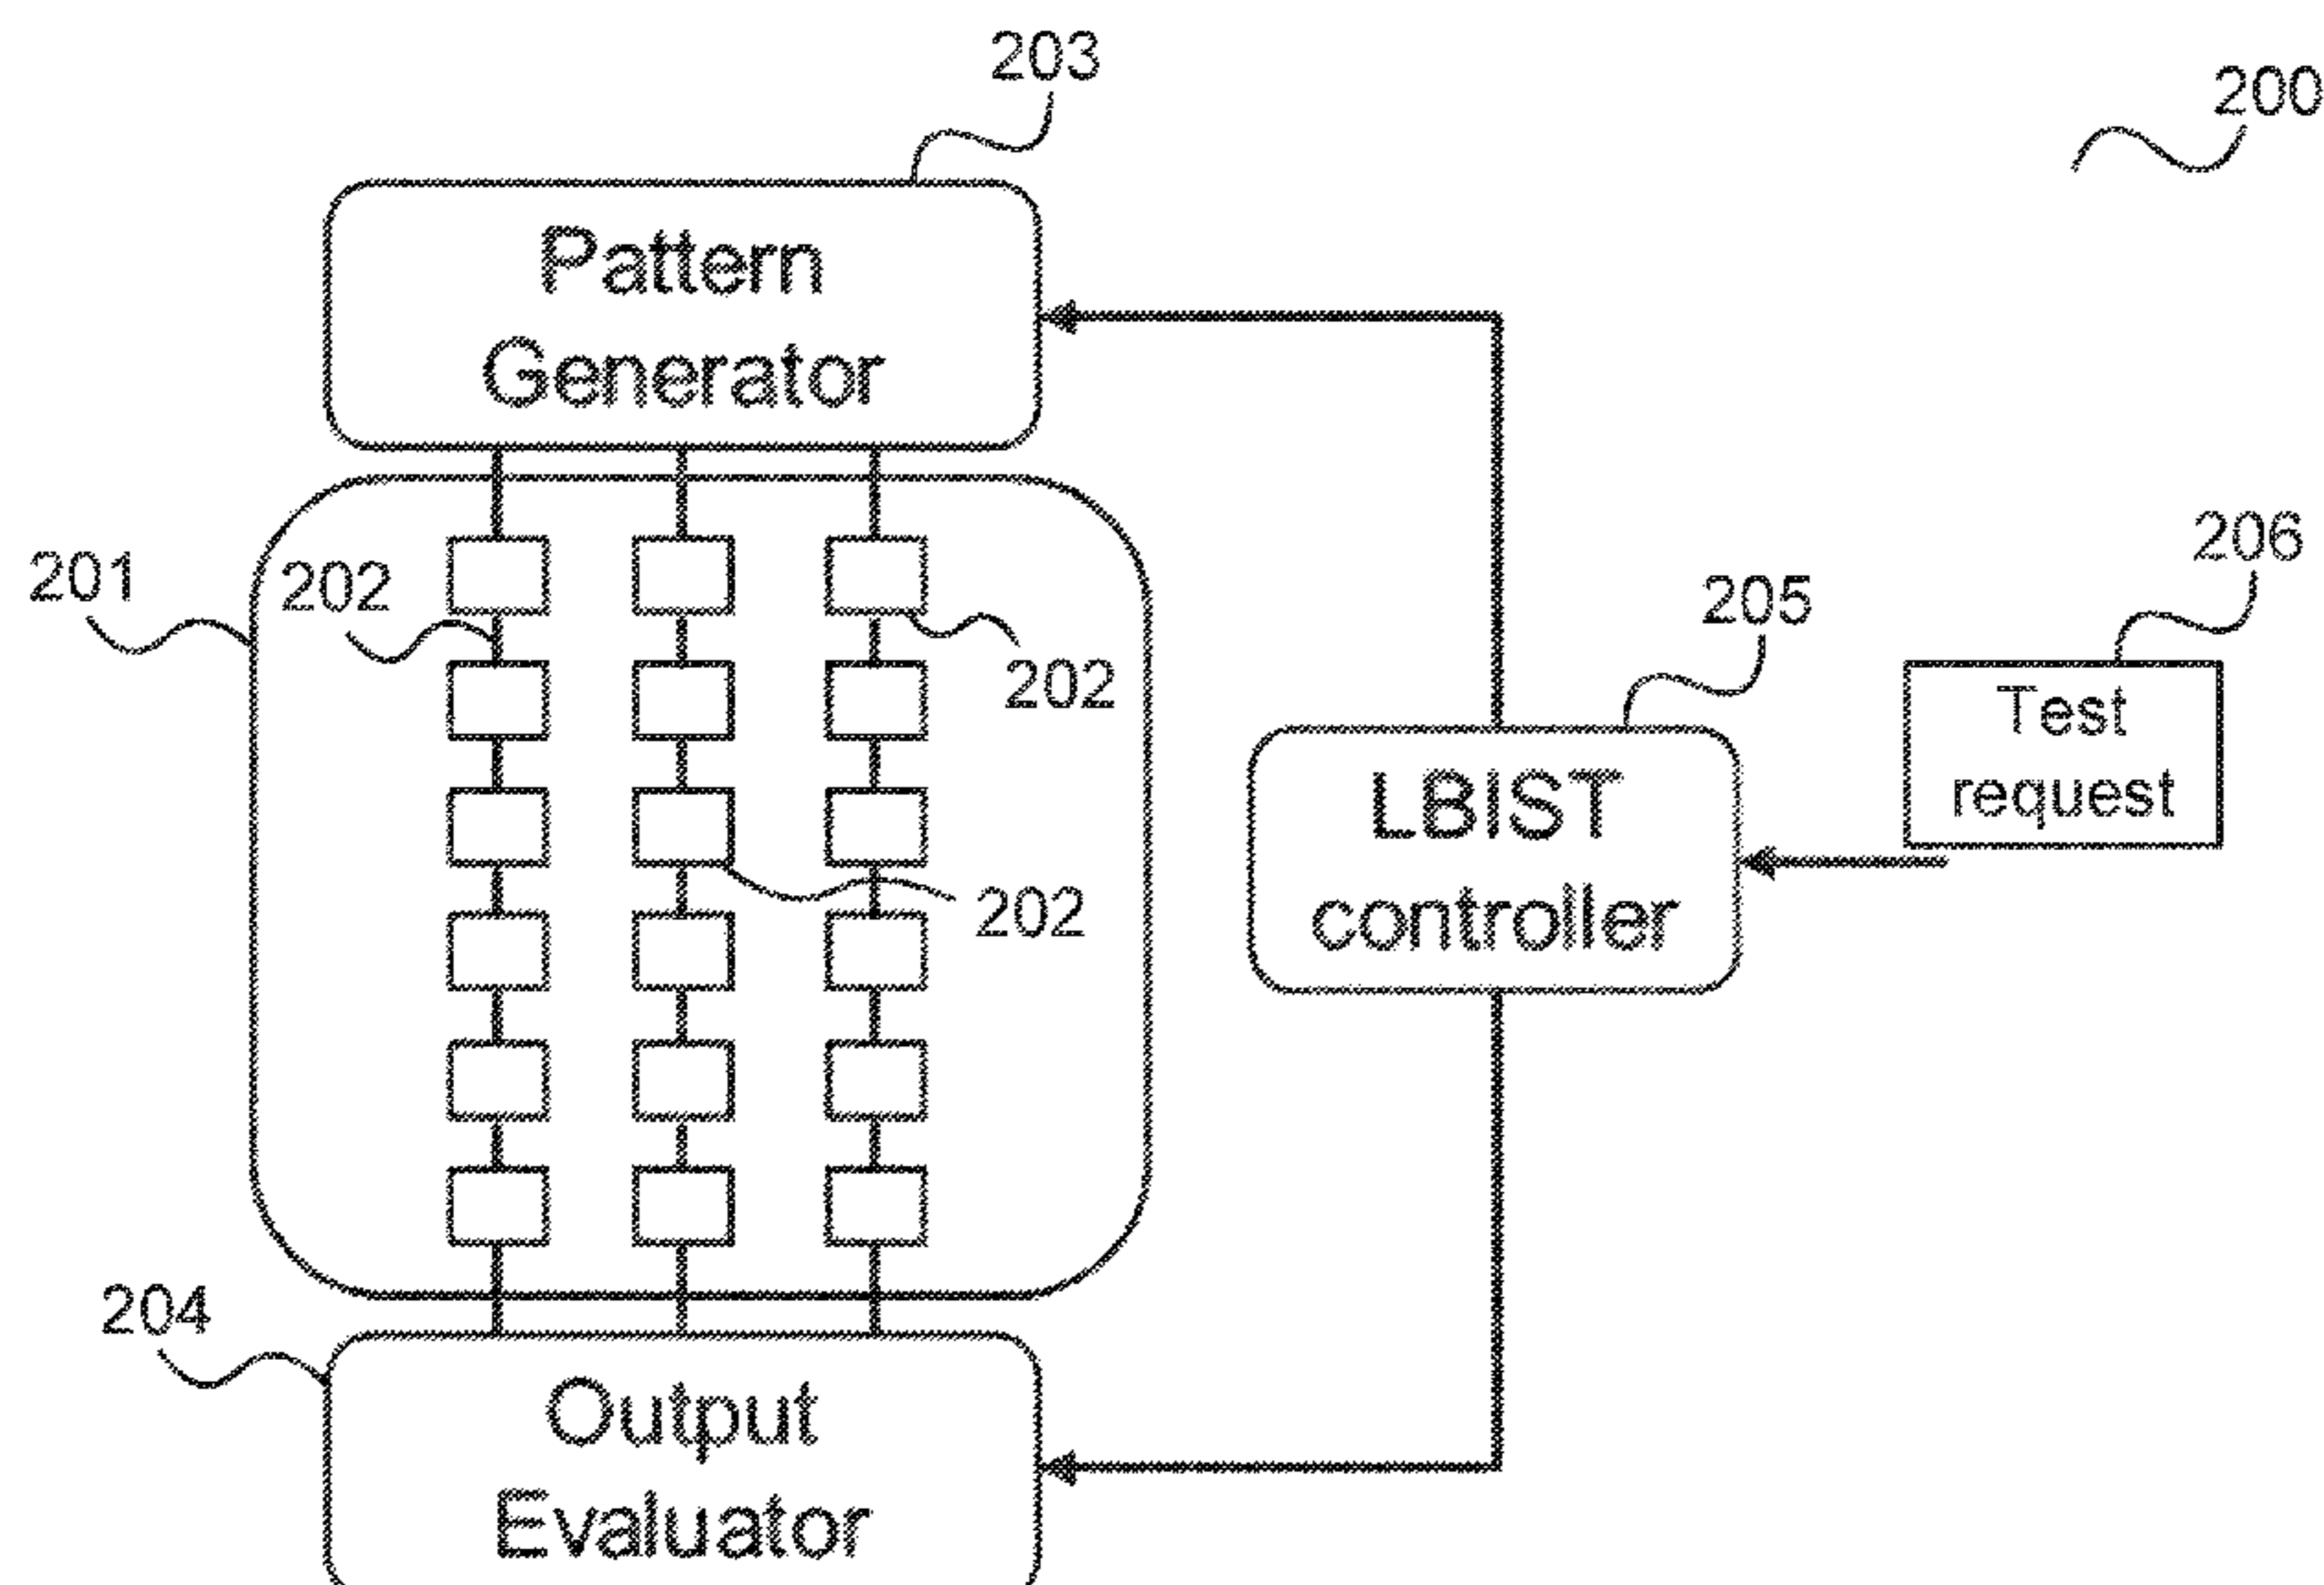 203
200
Pattern
Generator
201
202
202
202
205
206
Test
request
LBIST
controller
204
Output
Evaluator